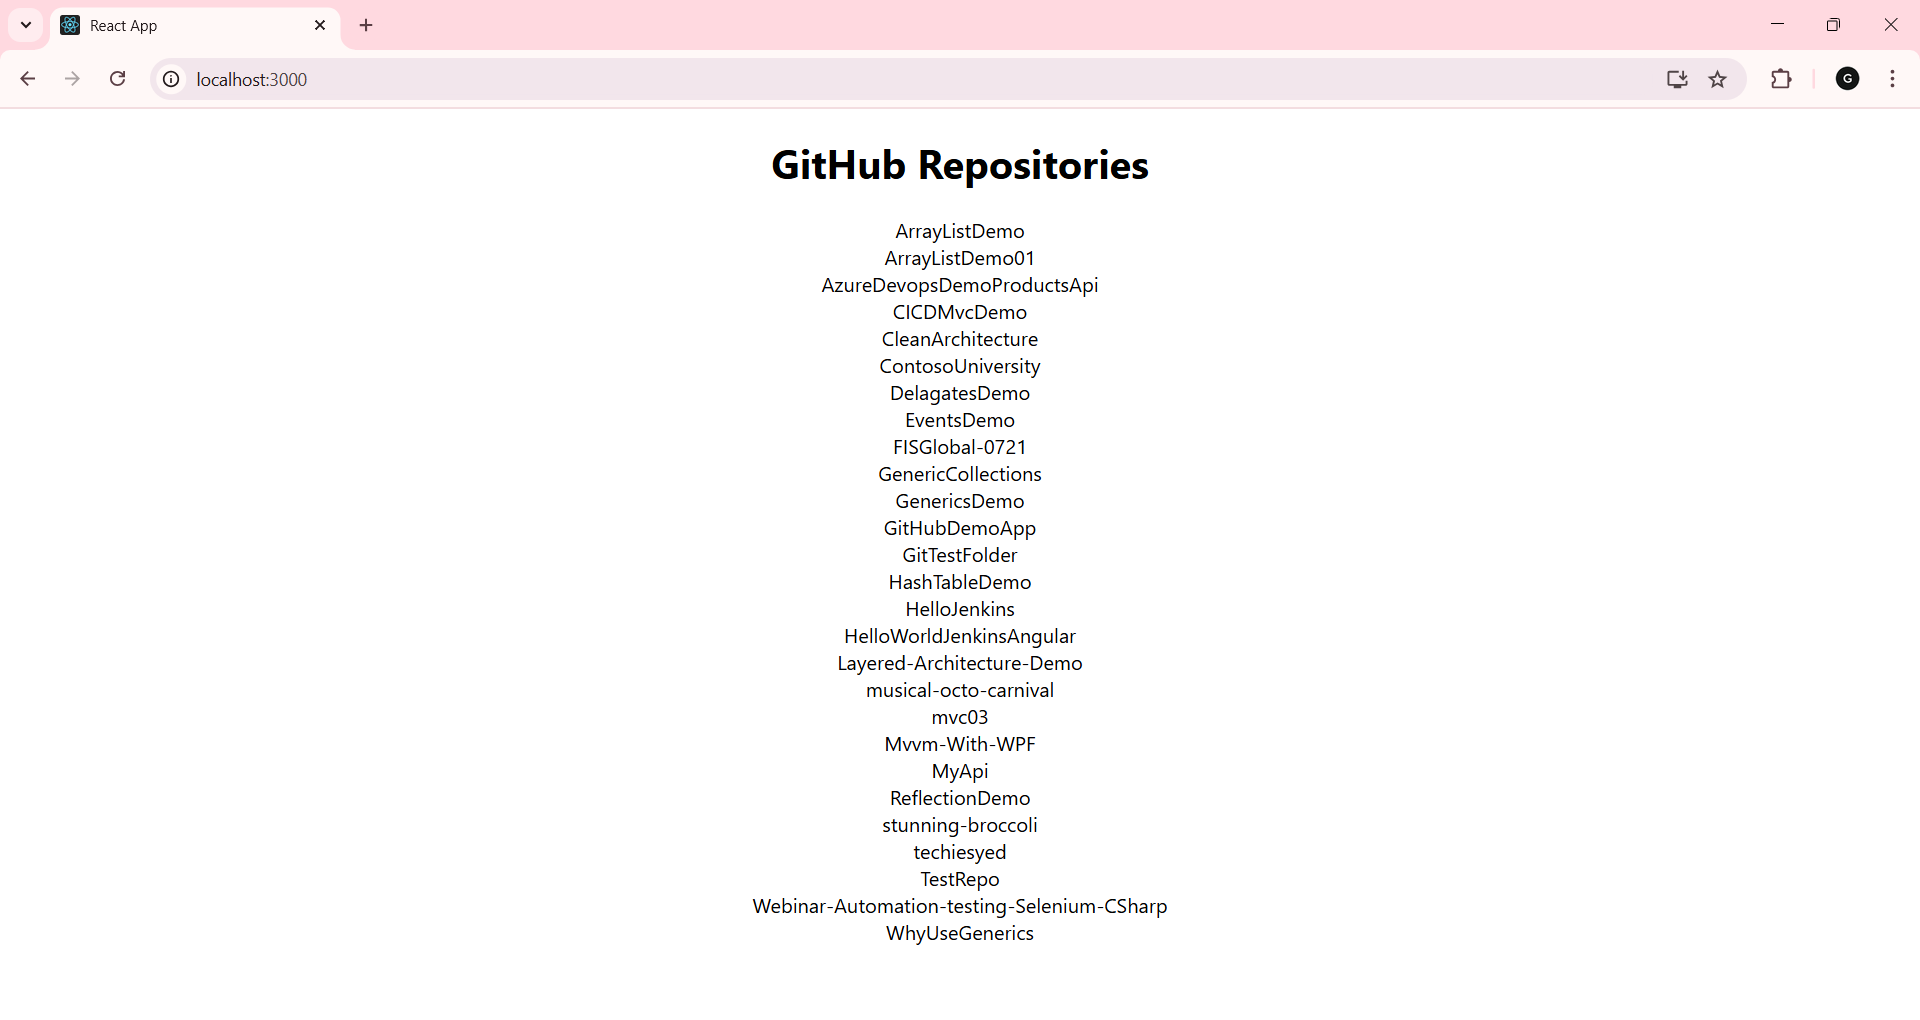 React App
localhost:3000
G
GitHub Repositories
ArrayListDemo
ArrayListDemo01
AzureDevopsDemoProductsApi
CICDMvcDemo
CleanArchitecture
ContosoUniversity
DelagatesDemo
EventsDemo
FISGlobal-0721
GenericCollections
GenericsDemo
GitHubDemoApp
GitTestFolder
HashTableDemo
HelloJenkins
HelloWorldJenkinsAngular
Layered-Architecture-Demo
musical-octo-carnival
mvc03
Mvvm-With-WPF
MyApi
ReflectionDemo
stunning-broccoli
techiesyed
TestRepo
Webinar-Automation-testing-Selenium-CSharp
WhyUseGenerics